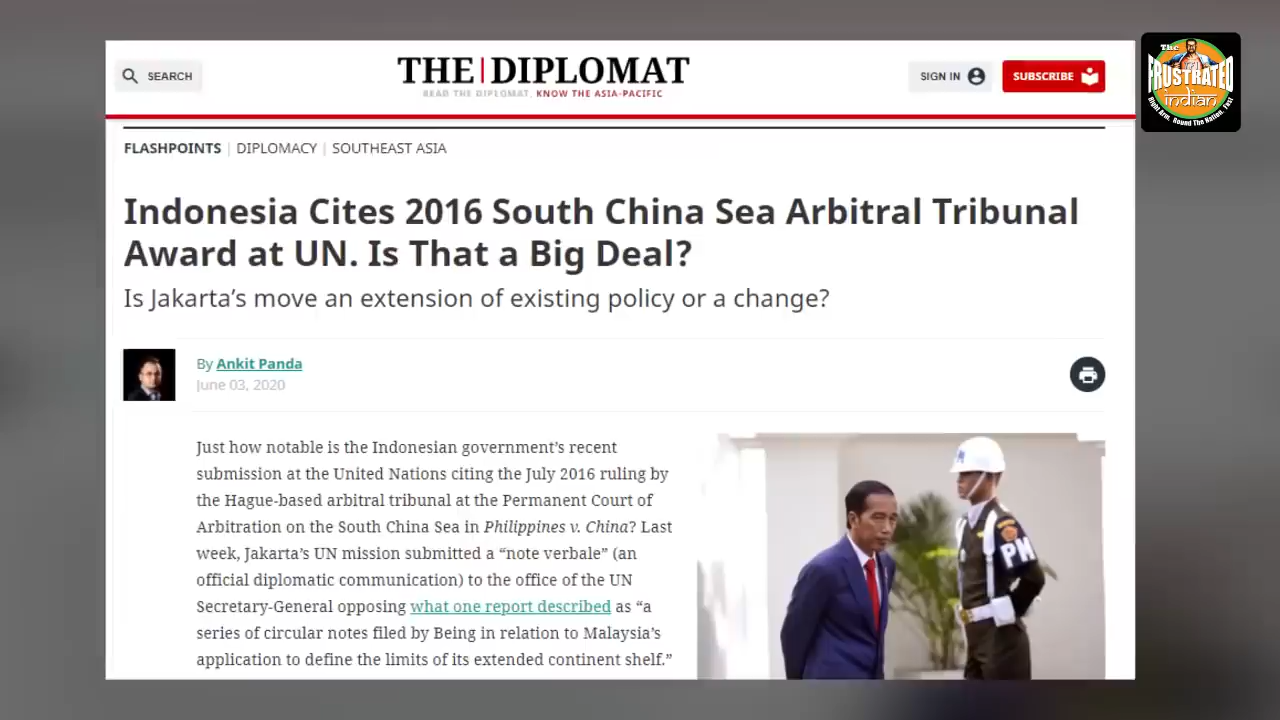 SEARCH
THE DIPLOMAT
READ THE DIPLOMAT, KNOW THE ASIA-PACIFIC
SIGN IN
SUBSCRIBE
The
FRUSTRATED
indian
Right Arm, Round The Nation, Fast
FLASHPOINTS | DIPLOMACY | SOUTHEAST ASIA
Indonesia Cites 2016 South China Sea Arbitral Tribunal
Award at UN. Is That a Big Deal?
Is Jakarta’s move an extension of existing policy or a change?
By Ankit Panda
June 03, 2020
Just how notable is the Indonesian government’s recent
submission at the United Nations citing the July 2016 ruling by
the Hague-based arbitral tribunal at the Permanent Court of
Arbitration on the South China Sea in Philippines v. China? Last
week, Jakarta’s UN mission submitted a “note verbale” (an
official diplomatic communication) to the office of the UN
Secretary-General opposing what one report described as “a
series of circular notes filed by Being in relation to Malaysia’s
application to define the limits of its extended continent shelf.”
PM